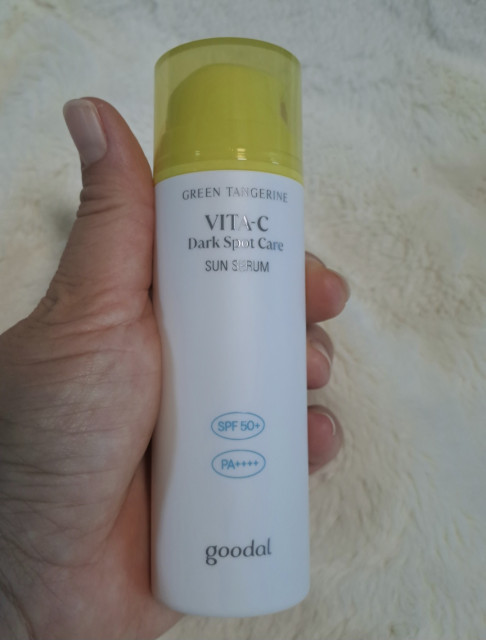 GREEN TANGERINE
VITA-C
Dark Spot Care
SUN SERUM
SPF 50+
PA++++
goodal